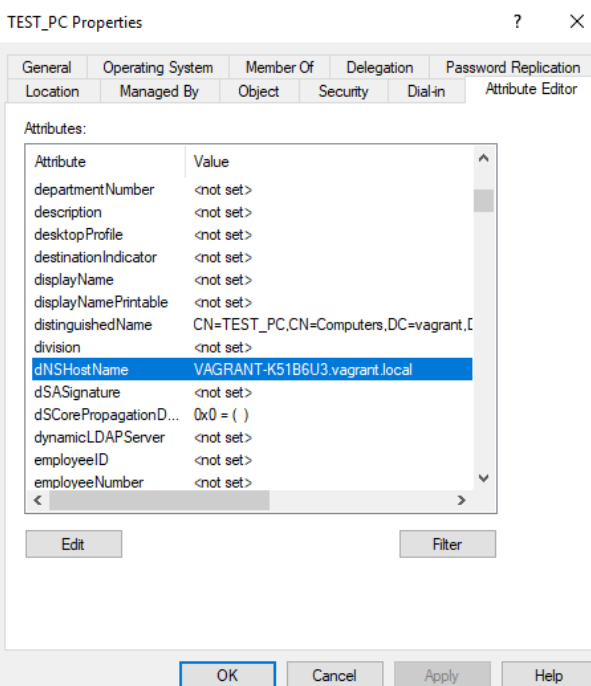 TEST_PC Properties ? ×
General Operating System Member Of Delegation Password Replication
Location Managed By Object Security Dial-in Attribute Editor
Attributes:
Attribute Value
departmentNumber <not set>
description <not set>
desktopProfile <not set>
destinationIndicator <not set>
displayName <not set>
displayNamePrintable <not set>
distinguishedName CN=TEST_PC,CN=Computers,DC=vagrant,D
division <not set>
dNSHostName VAGRANT-K51B6U3.vagrant.local
dSASignature <not set>
dSCorePropagationD... 0x0 = ( )
dynamicLDAPServer <not set>
employeeID <not set>
employeeNumber <not set>
Edit Filter
OK Cancel Apply Help